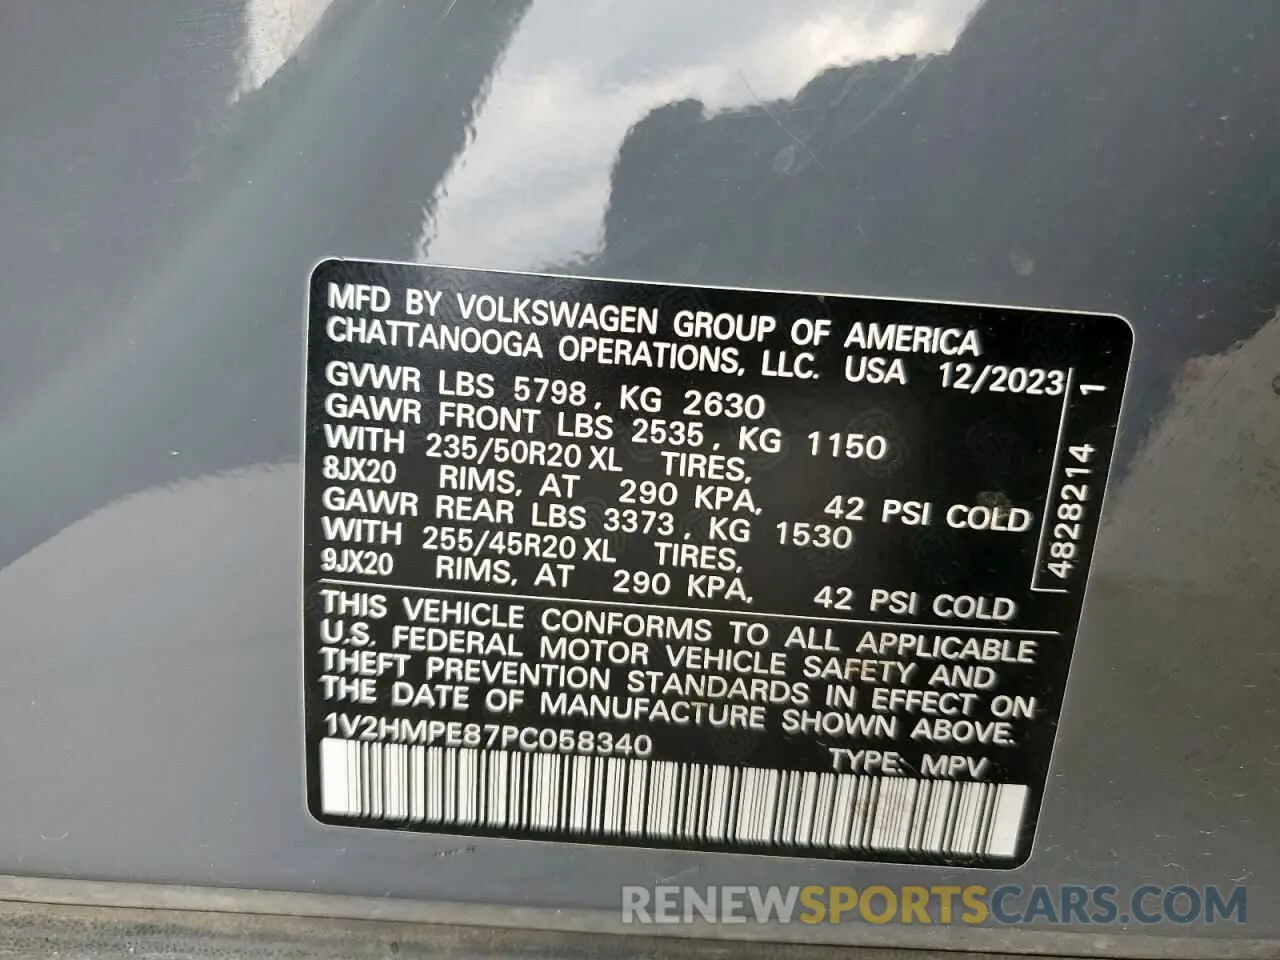 MFD BY VOLKSWAGEN GROUP OF AMERICA
CHATTANOOGA OPERATIONS, LLC. USA 12/2023
GVWR LBS 5798, KG 2630
GAWR FRONT LBS 2535, KG 1150
WITH 235/50R20 XL TIRES,
8JX20 RIMS, AT 290 KPA, 42 PSI COLD
GAWR REAR LBS 3373, KG 1530
WITH 255/45R20 XL TIRES,
9JX20 RIMS, AT 290 KPA, 42 PSI COLD
4828214 1
THIS VEHICLE CONFORMS TO ALL APPLICABLE
U.S. FEDERAL MOTOR VEHICLE SAFETY AND
THEFT PREVENTION STANDARDS IN EFFECT ON
THE DATE OF MANUFACTURE SHOWN ABOVE.
1V2HMPE87PC058340 TYPE: MPV
RENEWSPORTSCARS.COM